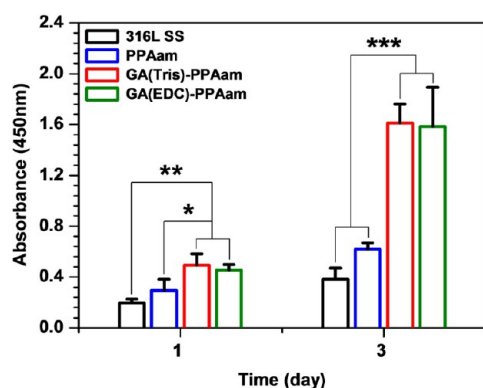 316L SS
PPAam
GA(Tris)-PPAam
GA(EDC)-PPAam
***
**
*
Absorbance (450nm)
2.4
2.0
1.6
1.2
0.8
0.4
0.0
1 3
Time (day)